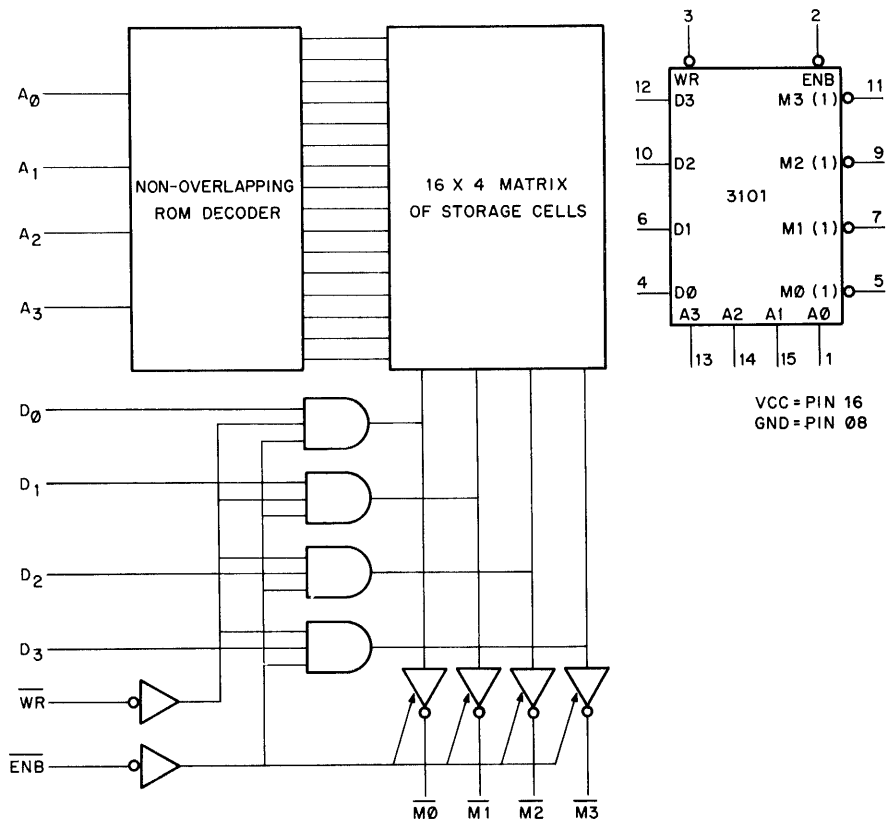 A0
A1
A2
A3
NON-OVERLAPPING
ROM DECODER
16 X 4 MATRIX
OF STORAGE CELLS
3
2
WR
ENB
12
D3
M3 (1)
11
10
D2
M2 (1)
9
3101
6
D1
M1 (1)
7
4
D0
M0 (1)
5
A3
A2
A1
A0
13
14
15
1
VCC = PIN 16
GND = PIN 08
D0
D1
D2
D3
WR
ENB
M0
M1
M2
M3